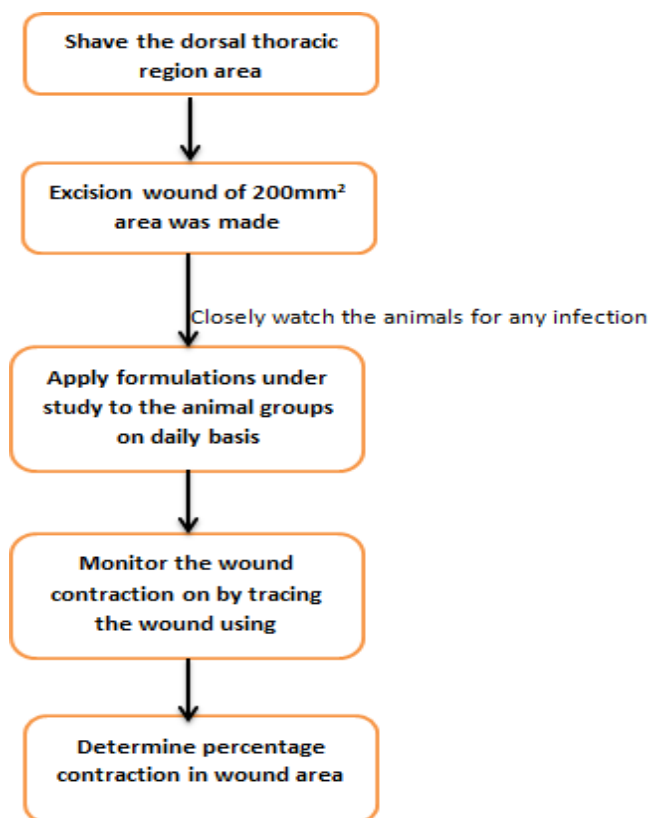 Shave the dorsal thoracic
region area
Excision wound of 200mm²
area was made
Closely watch the animals for any infection
Apply formulations under
study to the animal groups
on daily basis
Monitor the wound
contraction on by tracing
the wound using
Determine percentage
contraction in wound area